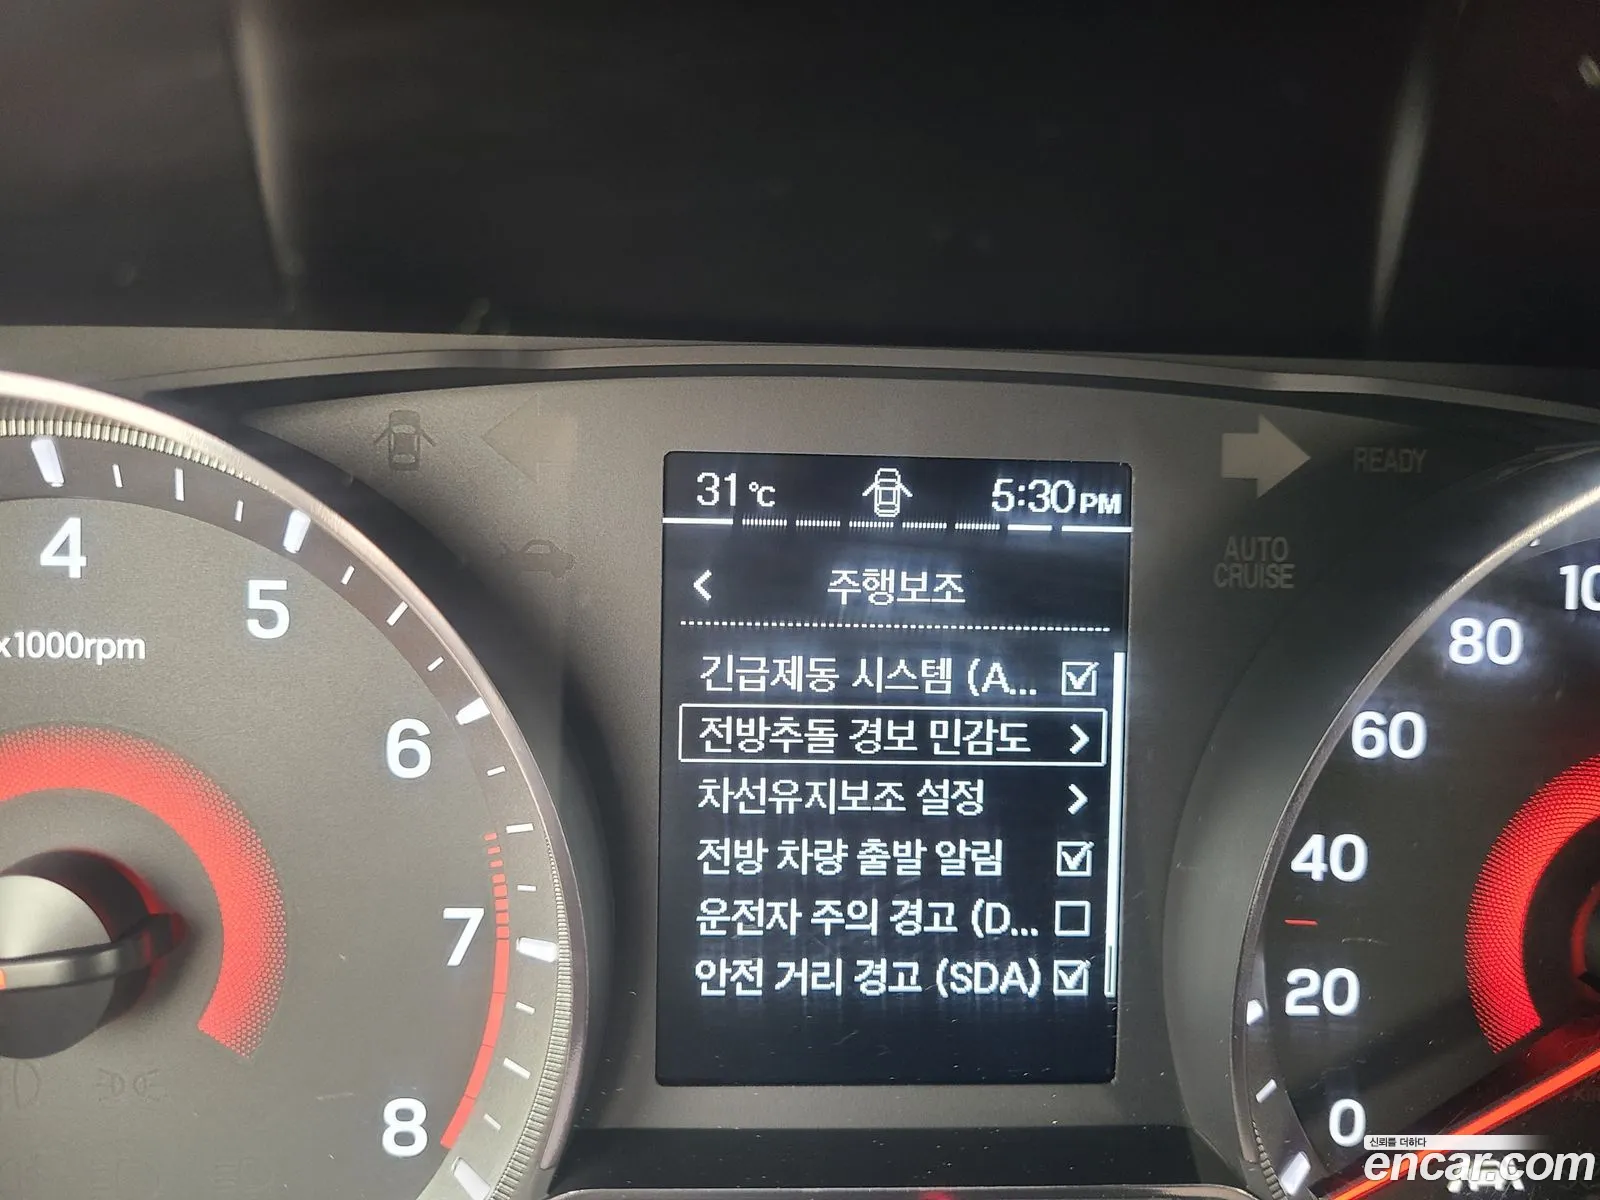 31 °C
5:30 PM
READY
AUTO
CRUISE
주행보조
긴급제동 시스템 (A...
전방추돌 경보 민감도
차선유지보조 설정
전방 차량 출발 알림
운전자 주의 경고 (D...
안전 거리 경고 (SDA)
4
5
6
7
8
x1000rpm
10
80
60
40
20
0
신뢰를 더하다
encar.com